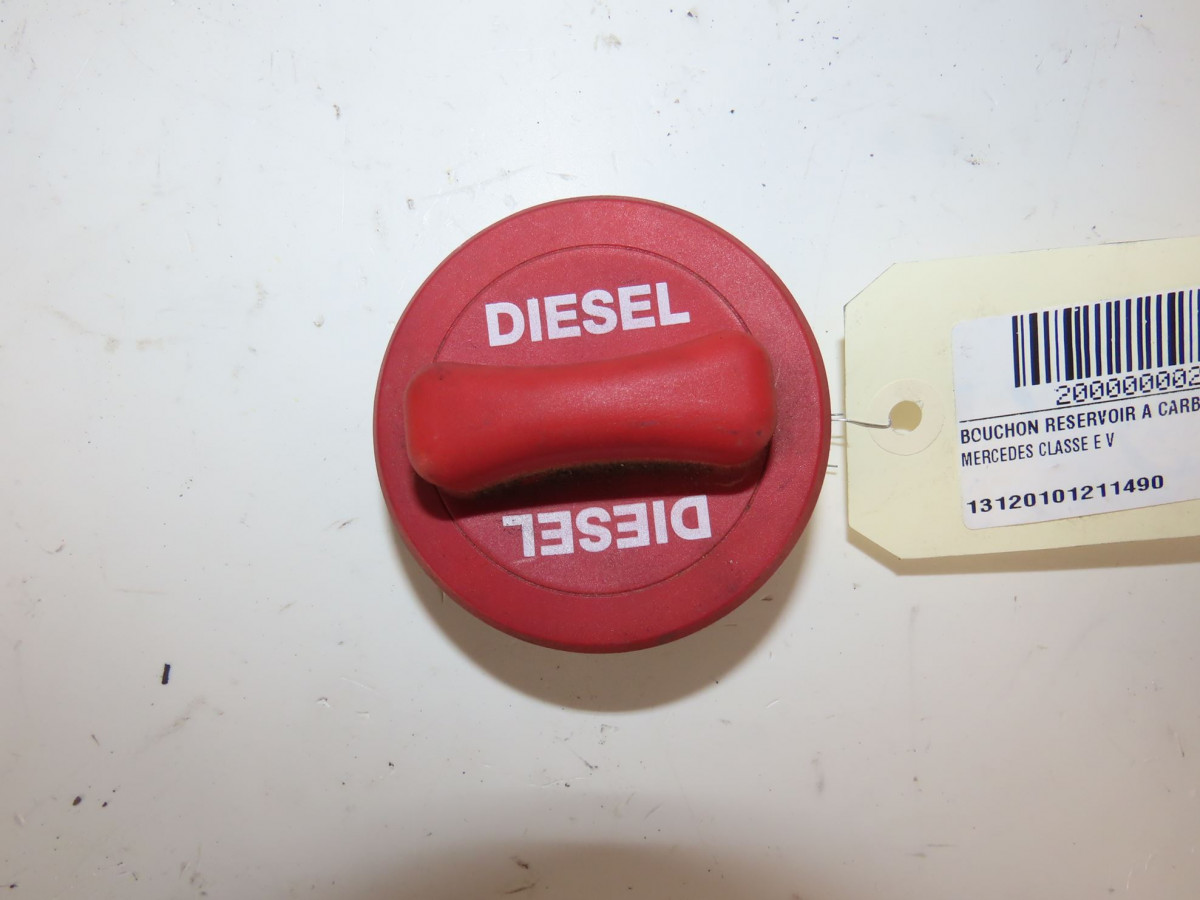 DIESEL
DIESEL
200000002
BOUCHON RESERVOIR A CARB
MERCEDES CLASSE E V
13120101211490